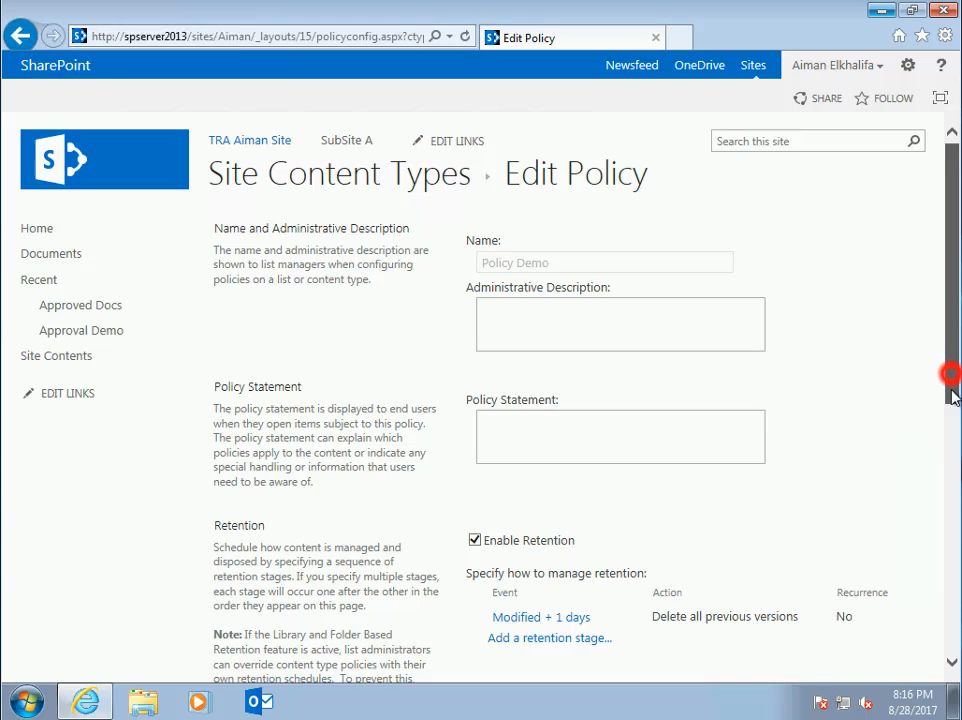 http://spserver2013/sites/Aiman/_layouts/15/policyconfig.aspx?ctyp
Edit Policy
SharePoint
Newsfeed
OneDrive
Sites
Aiman Elkhalifa
?
SHARE
FOLLOW
S
TRA Aiman Site
SubSite A
EDIT LINKS
Search this site
Site Content Types
Edit Policy
Home
Documents
Recent
Approved Docs
Approval Demo
Site Contents
EDIT LINKS
Name and Administrative Description
The name and administrative description are
shown to list managers when configuring
policies on a list or content type.
Name:
Policy Demo
Administrative Description:
Policy Statement
The policy statement is displayed to end users
when they open items subject to this policy.
The policy statement can explain which
policies apply to the content or indicate any
special handling or information that users
need to be aware of.
Policy Statement:
Retention
Schedule how content is managed and
disposed by specifying a sequence of
retention stages. If you specify multiple stages,
each stage will occur one after the other in the
order they appear on this page.
Note: If the Library and Folder Based
Retention feature is active, list administrators
can override content type policies with their
own retention schedules. To prevent this,
Enable Retention
Specify how to manage retention:
Event Action Recurrence
Modified + 1 days Delete all previous versions No
Add a retention stage...
8:16 PM
8/28/2017